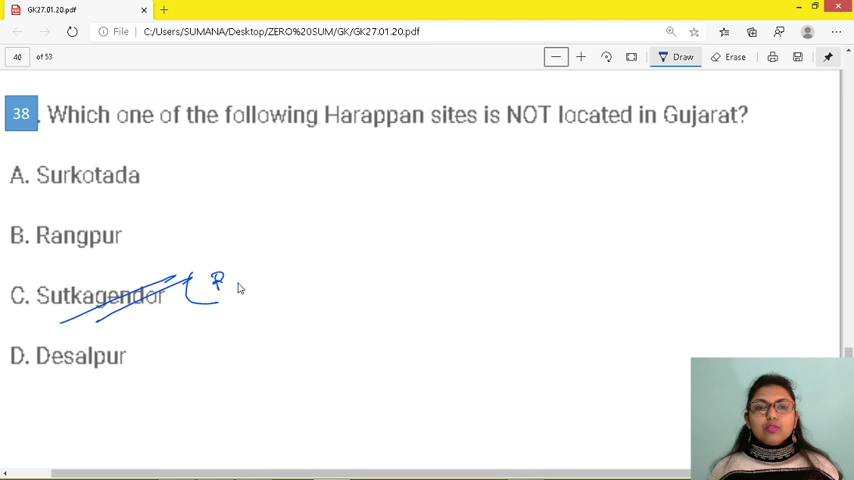 GK27.01.20.pdf
File C:/Users/SUMANA/Desktop/ZERO%20SUM/GK/GK27.01.20.pdf
40 of 53 Draw Erase
38 . Which one of the following Harappan sites is NOT located in Gujarat?
A. Surkotada
B. Rangpur
C. Sutkagendor P
D. Desalpur